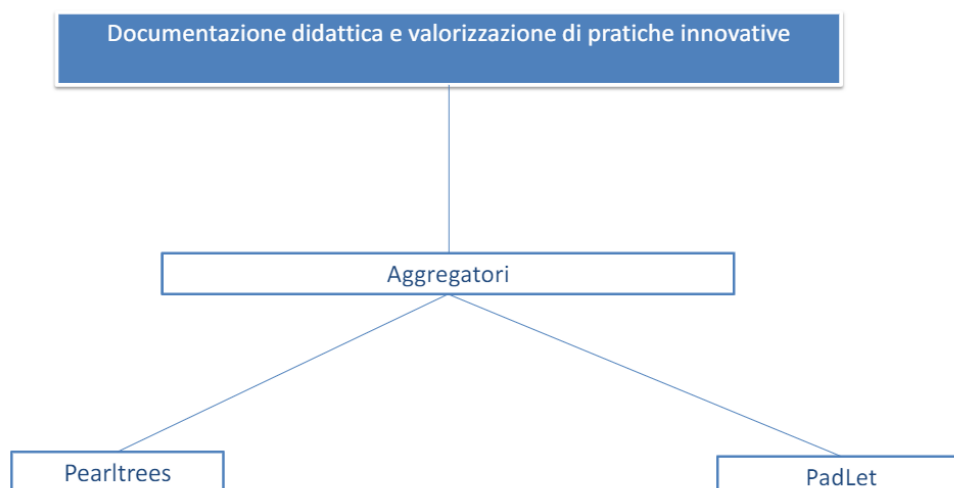 Documentazione didattica e valorizzazione di pratiche innovative
Aggregatori
Pearltrees
PadLet